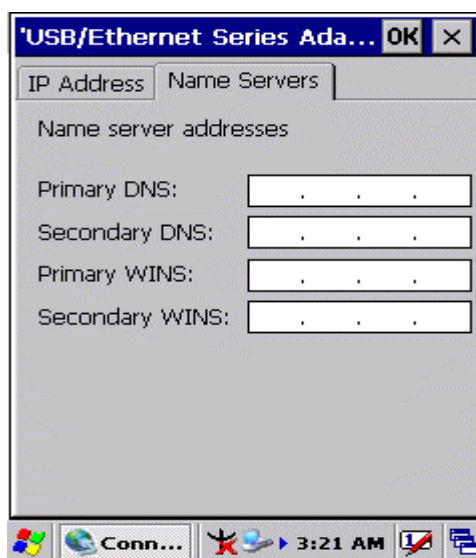 'USB/Ethernet Series Ada... OK ×
IP Address Name Servers
Name server addresses
Primary DNS: . . .
Secondary DNS: . . .
Primary WINS: . . .
Secondary WINS: . . .
Conn... 3:21 AM